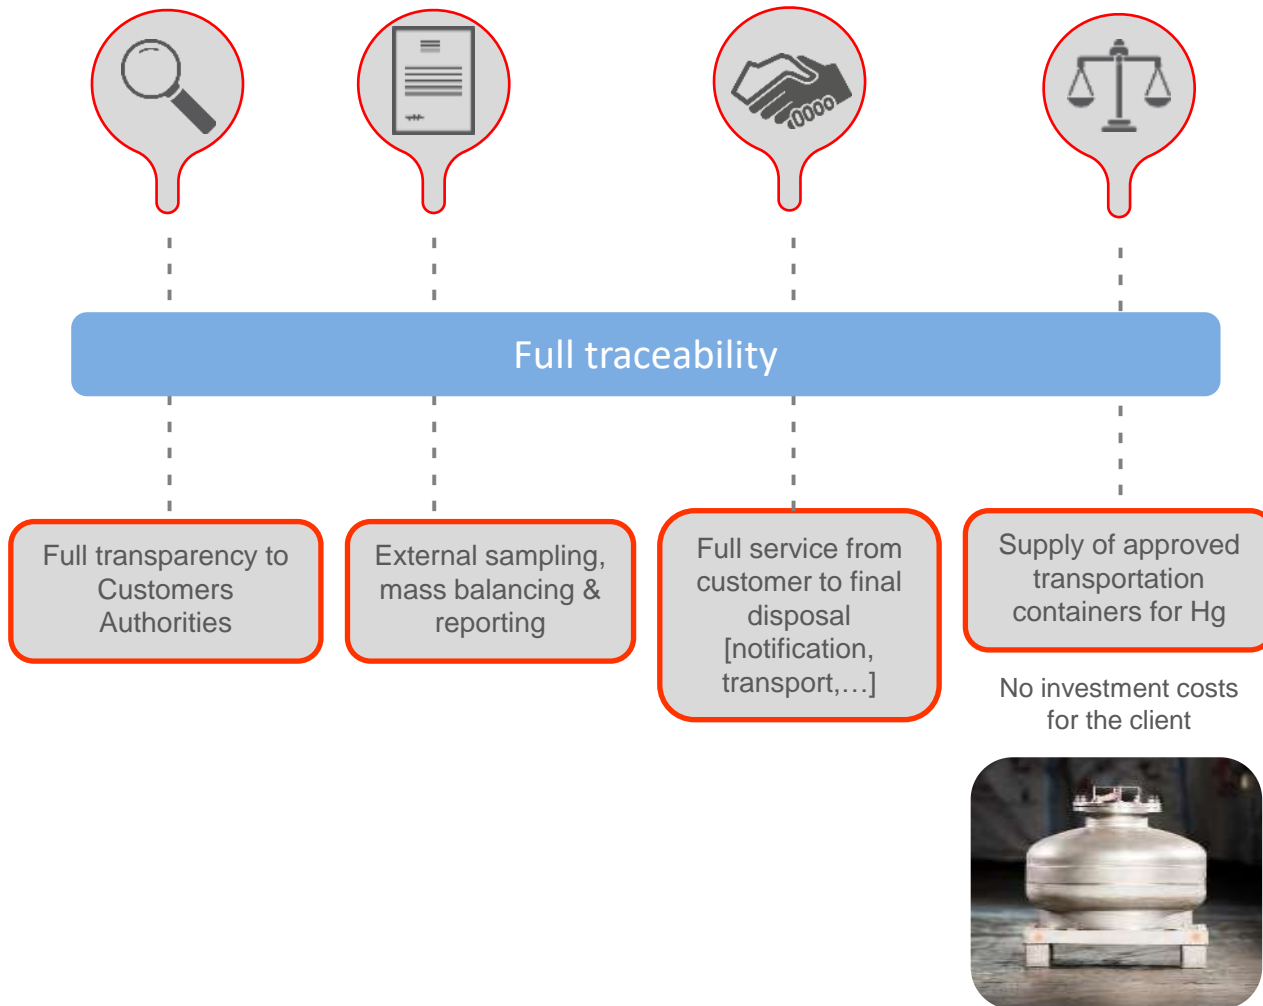 Full traceability
Full transparency to
Customers
Authorities
External sampling,
mass balancing &
reporting
Full service from
customer to final
disposal
[notification,
transport,…]
Supply of approved
transportation
containers for Hg
No investment costs
for the client